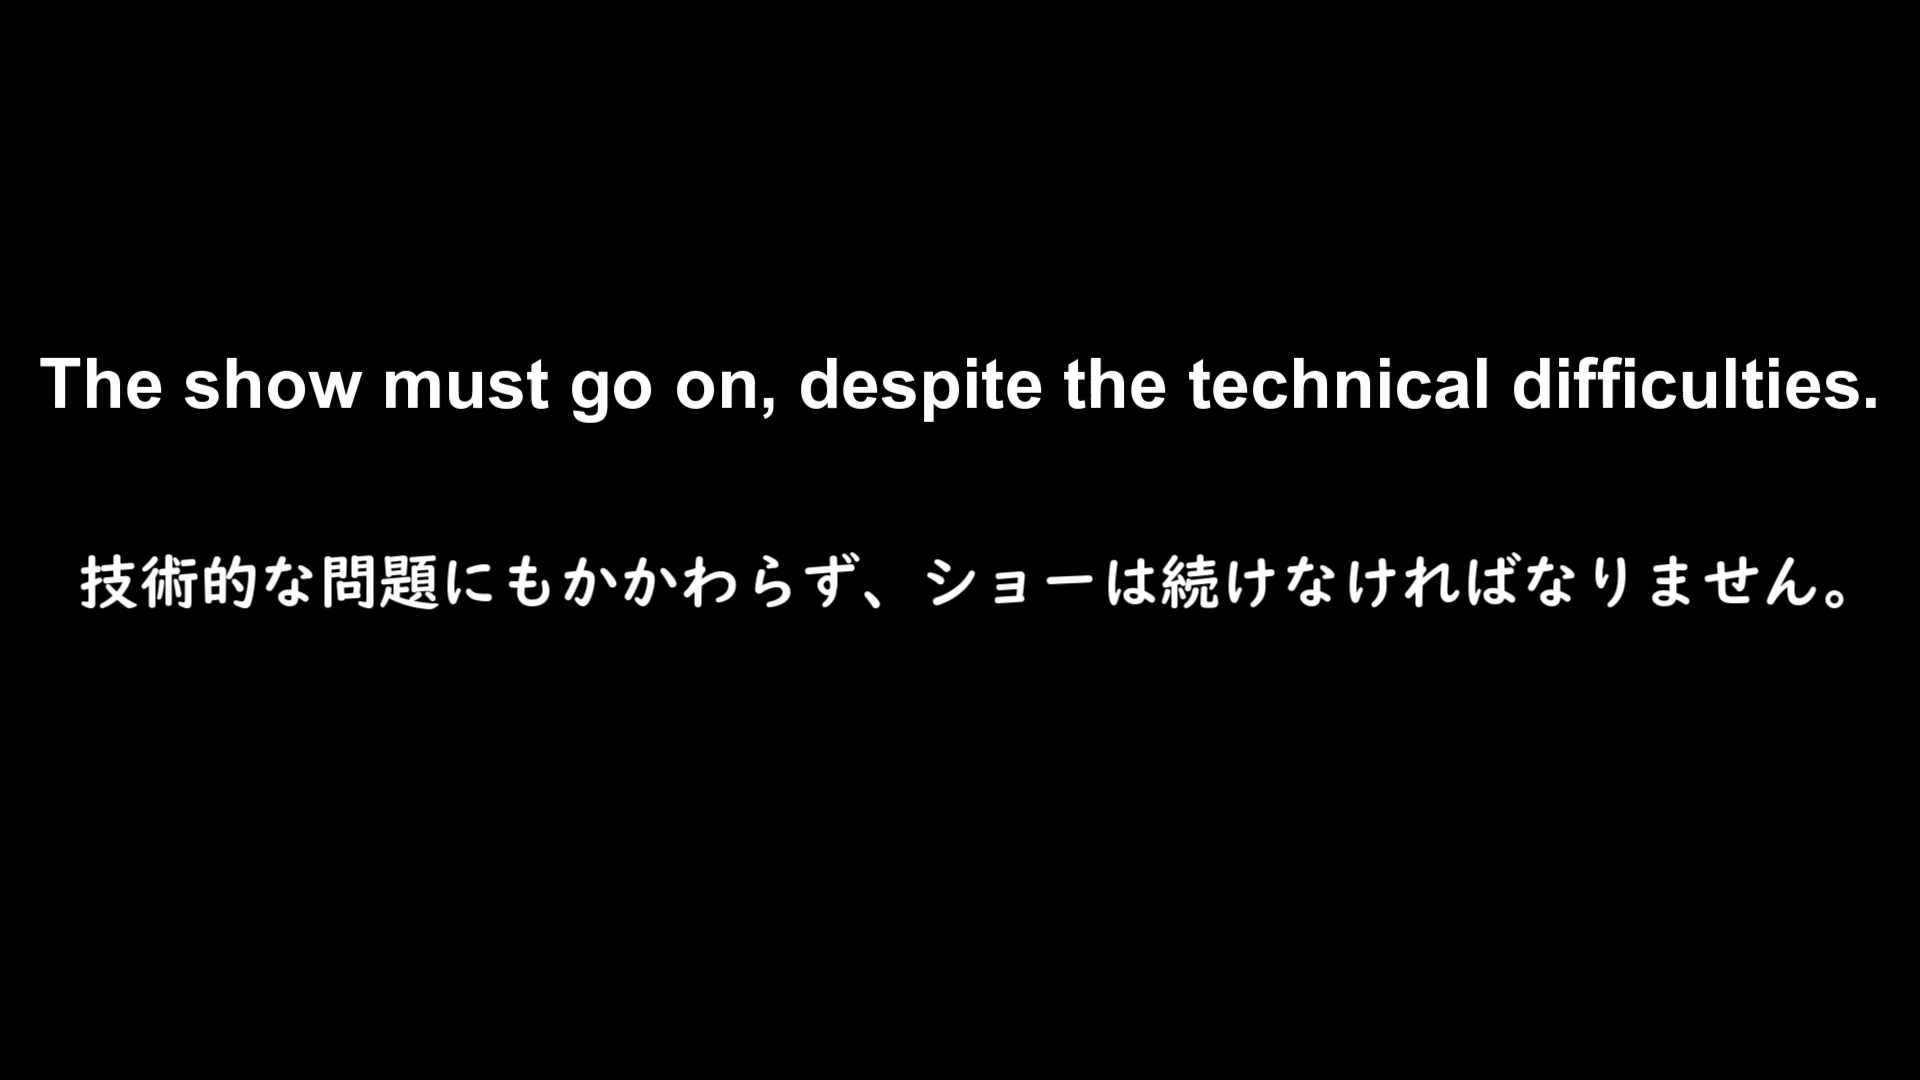 The show must go on, despite the technical difficulties.
技術的な問題にもかかわらず、ショーは続けなければなりません。